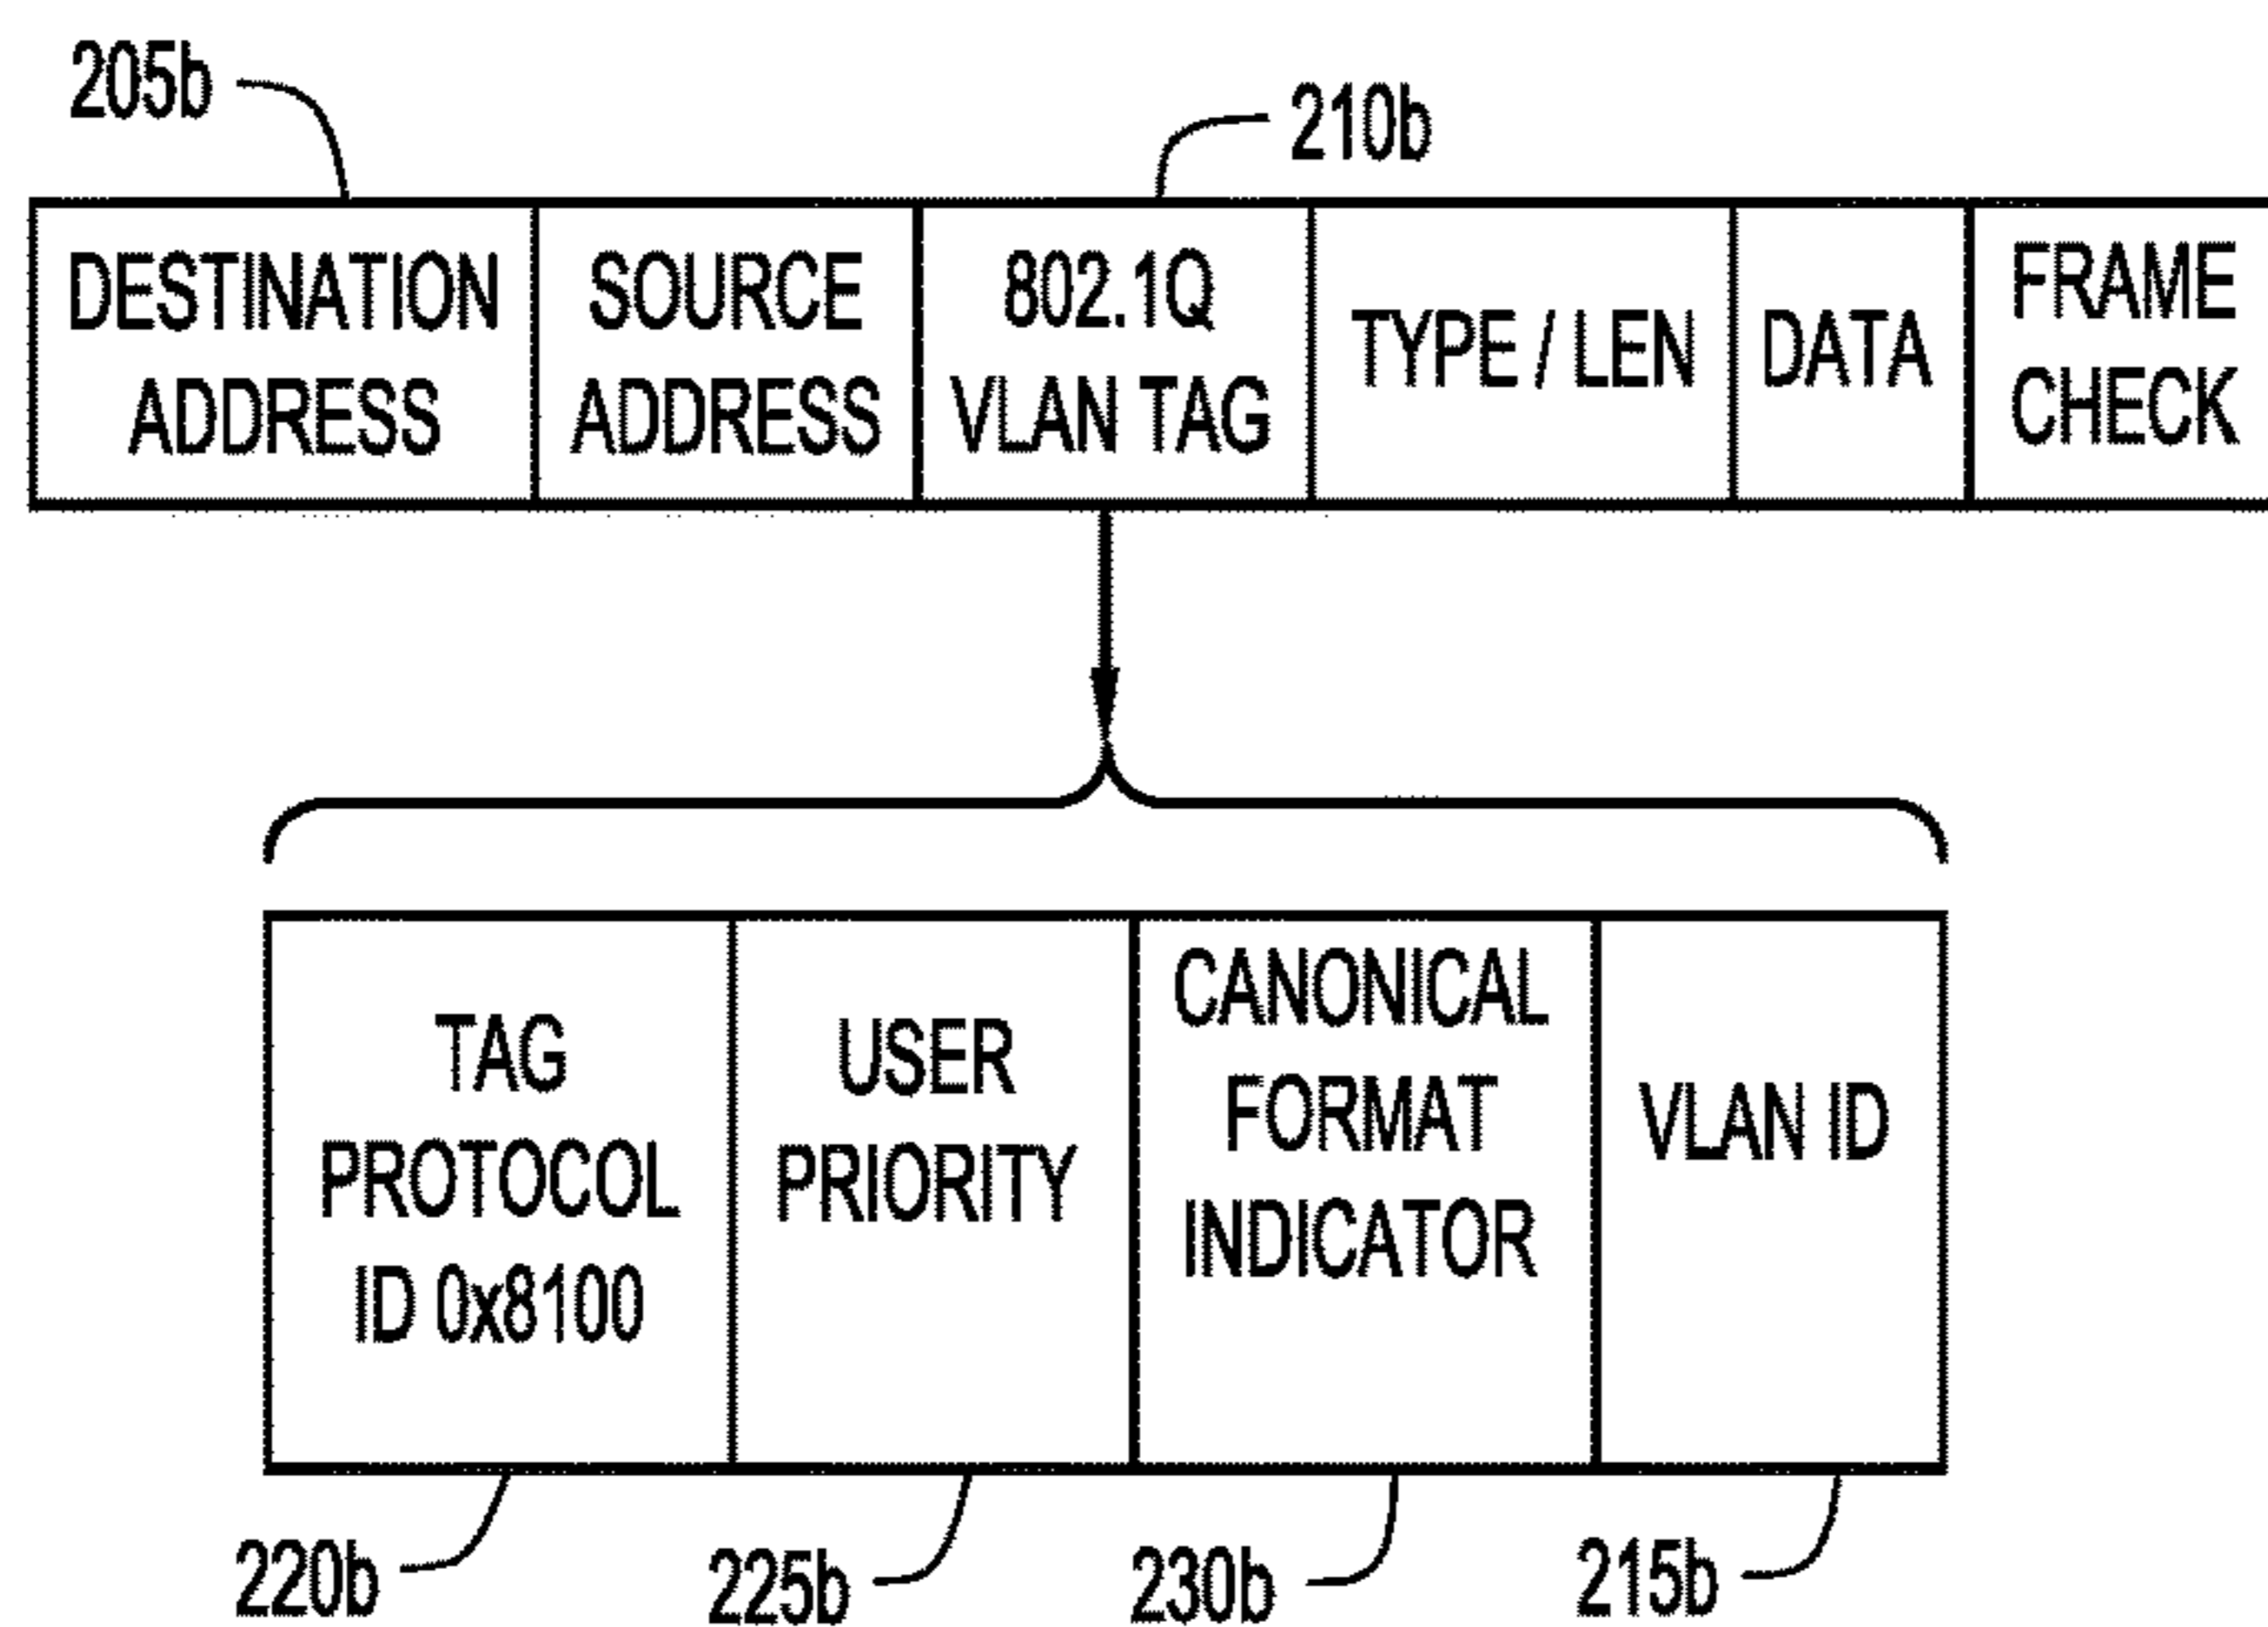 205b
210b
DESTINATION
ADDRESS
SOURCE
ADDRESS
802.1Q
VLAN TAG
TYPE / LEN
DATA
FRAME
CHECK
TAG
PROTOCOL
ID 0x8100
USER
PRIORITY
CANONICAL
FORMAT
INDICATOR
VLAN ID
220b
225b
230b
215b